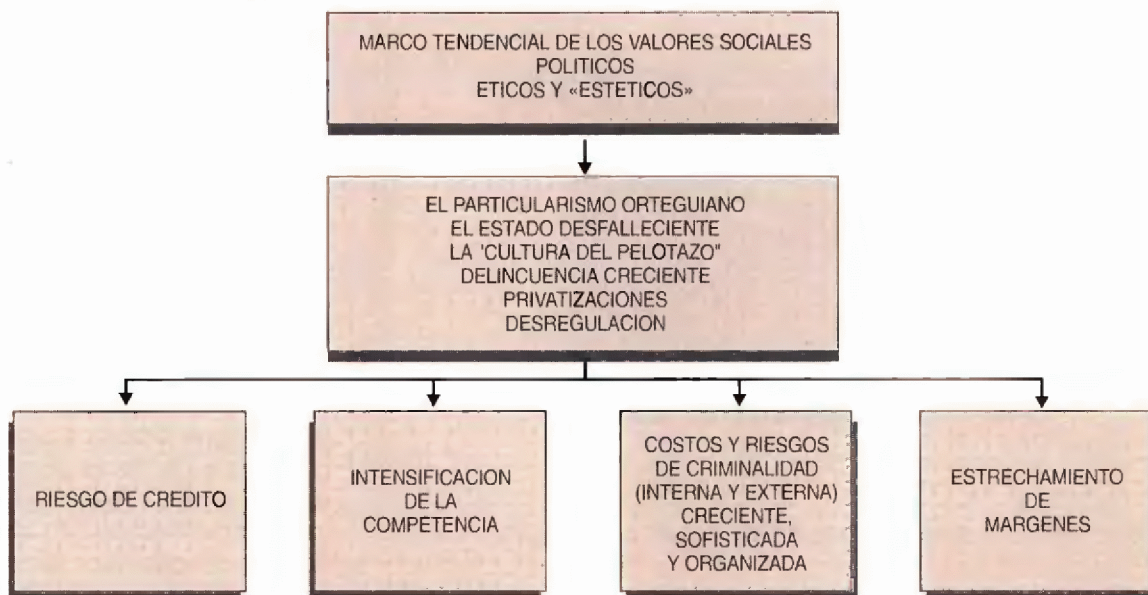 MARCO TENDENCIAL DE LOS VALORES SOCIALES
POLITICOS
ETICOS Y «ESTETICOS»
EL PARTICULARISMO ORTEGUIANO
EL ESTADO DESFALLECIENTE
LA 'CULTURA DEL PELOTAZO"
DELINCUENCIA CRECIENTE
PRIVATIZACIONES
DESREGULACION
RIESGO DE CREDITO
INTENSIFICACION
DE LA
COMPETENCIA
COSTOS Y RIESGOS
DE CRIMINALIDAD
(INTERNA Y EXTERNA)
CRECIENTE,
SOFISTICADA
Y ORGANIZADA
ESTRECHAMIENTO
DE
MARGENES